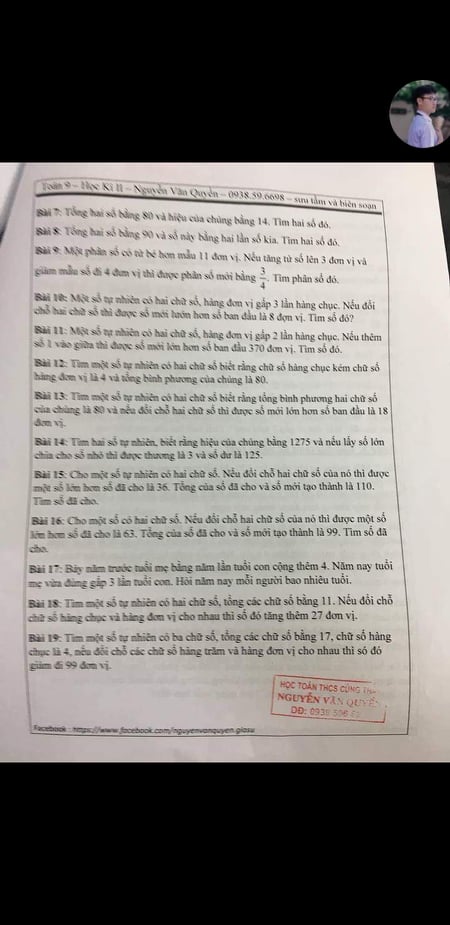 Toán 9 – Học Kì II – Nguyễn Văn Quyền – 0938.59.6698 – sưu tầm và biên soạn
Bài 7: Tổng hai số bằng 80 và hiệu của chúng bằng 14. Tìm hai số đó.
Bài 8: Tổng hai số bằng 90 và số này bằng hai lần số kia. Tìm hai số đó.
Bài 9: Một phân số có tử bé hơn mẫu 11 đơn vị. Nếu tăng tử số lên 3 đơn vị và
giảm mẫu số đi 4 đơn vị thì được phân số mới bằng 3/4. Tìm phân số đó.
Bài 10: Một số tự nhiên có hai chữ số, hàng đơn vị gấp 3 lần hàng chục. Nếu đổi
chỗ hai chữ số thì được số mới lướn hơn số ban đầu là 8 đợn vị. Tìm số đó?
Bài 11: Một số tự nhiên có hai chữ số, hàng đơn vị gấp 2 lần hàng chục. Nếu thêm
số 1 vào giữa thì được số mới lớn hơn số ban đầu 370 đơn vị. Tìm số đó.
Bài 12: Tìm một số tự nhiên có hai chữ số biết rằng chữ số hàng chục kém chữ số
hàng đơn vị là 4 và tổng bình phương của chúng là 80.
Bài 13: Tìm một số tự nhiên có hai chữ số biết rằng tổng bình phương hai chữ số
của chúng là 80 và nếu đổi chỗ hai chữ số thì được số mới lớn hơn số ban đầu là 18
đơn vị.
Bài 14: Tìm hai số tự nhiên, biết rằng hiệu của chúng bằng 1275 và nếu lấy số lớn
chia cho số nhỏ thì được thương là 3 và số dư là 125.
Bài 15: Cho một số tự nhiên có hai chữ số. Nếu đổi chỗ hai chữ số của nó thì được
một số lớn hơn số đã cho là 36. Tổng của số đã cho và số mới tạo thành là 110.
Tìm số đã cho.
Bài 16: Cho một số có hai chữ số. Nếu đổi chỗ hai chữ số của nó thì được một số
lớn hơn số đã cho là 63. Tổng của số đã cho và số mới tạo thành là 99. Tìm số đã
cho.
Bài 17: Bảy năm trước tuổi mẹ bằng năm lần tuổi con cộng thêm 4. Năm nay tuổi
mẹ vừa đúng gấp 3 lần tuổi con. Hỏi năm nay mỗi người bao nhiêu tuổi.
Bài 18: Tìm một số tự nhiên có hai chữ số, tổng các chữ số bằng 11. Nếu đổi chỗ
chữ số hàng chục và hàng đơn vị cho nhau thì số đó tăng thêm 27 đơn vị.
Bài 19: Tìm một số tự nhiên có ba chữ số, tổng các chữ số bằng 17, chữ số hàng
chục là 4, nếu đổi chỗ các chữ số hàng trăm và hàng đơn vị cho nhau thì só đó
giảm đi 99 đơn vị.
HỌC TOÁN THCS CÙNG
NGUYỄN VĂN QUYỀN
DĐ: 0938 596
Facebook : https://www.facebook.com/nguyenvanquyen.giasu